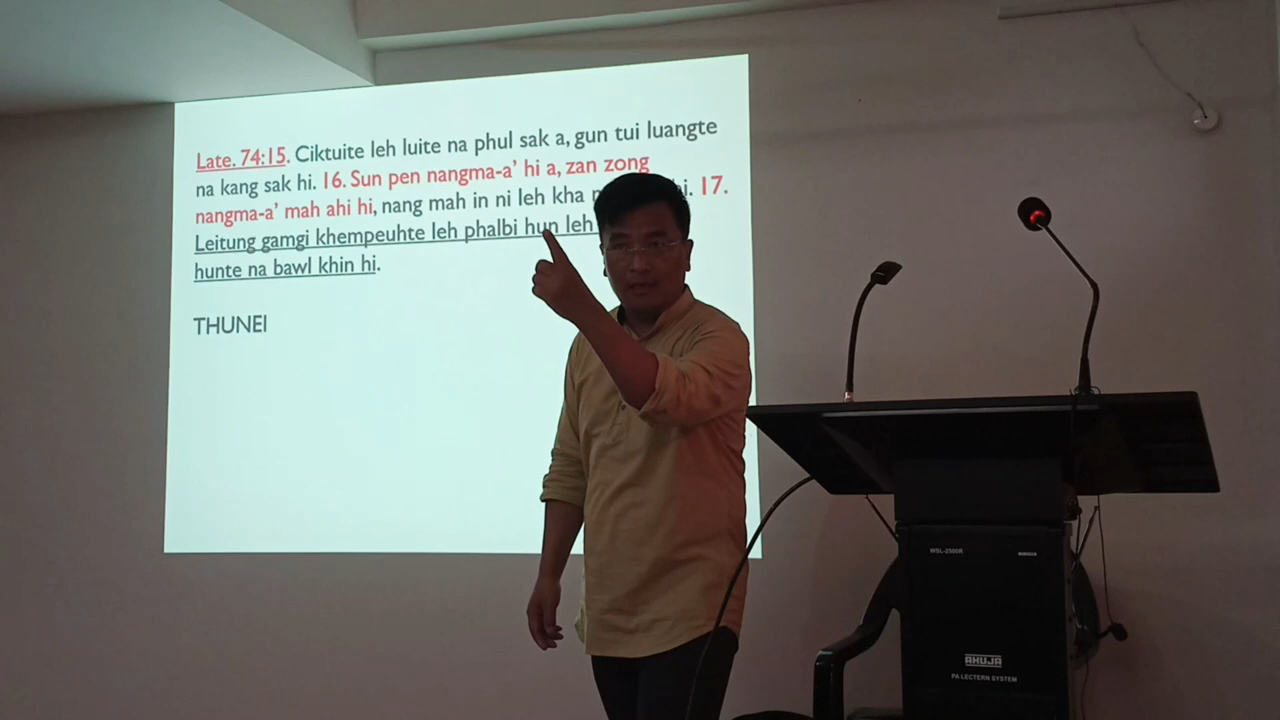 Late. 74:15. Ciktuite leh luite na phul sak a, gun tui luangte
na kang sak hi. 16. Sun pen nangma-a’ hi a, zan zong
nangma-a’ mah ahi hi, nang mah in ni leh kha hi. 17.
Leitung gamgi khempeuhte leh phalbi hun leh
hunte na bawl khin hi.
THUNEI
WSL-2500R
AHUJA
PA LECTERN SYSTEM